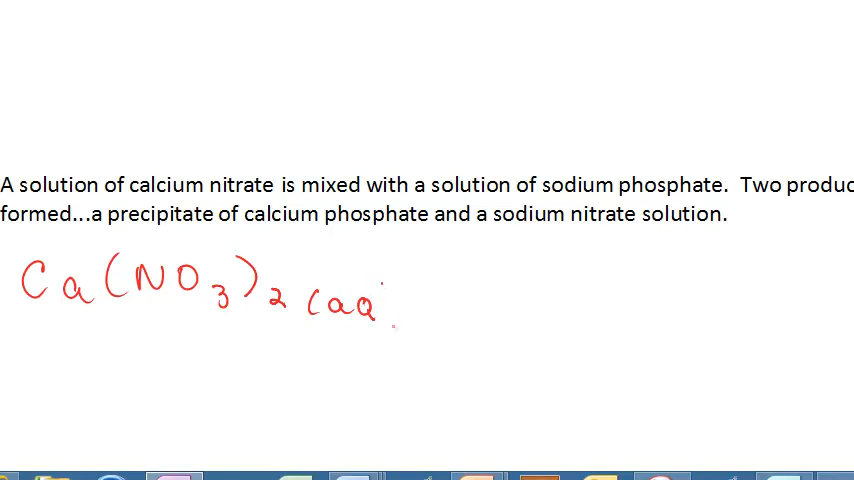 A solution of calcium nitrate is mixed with a solution of sodium phosphate. Two produc
formed...a precipitate of calcium phosphate and a sodium nitrate solution.
Ca(NO3)2 (aq